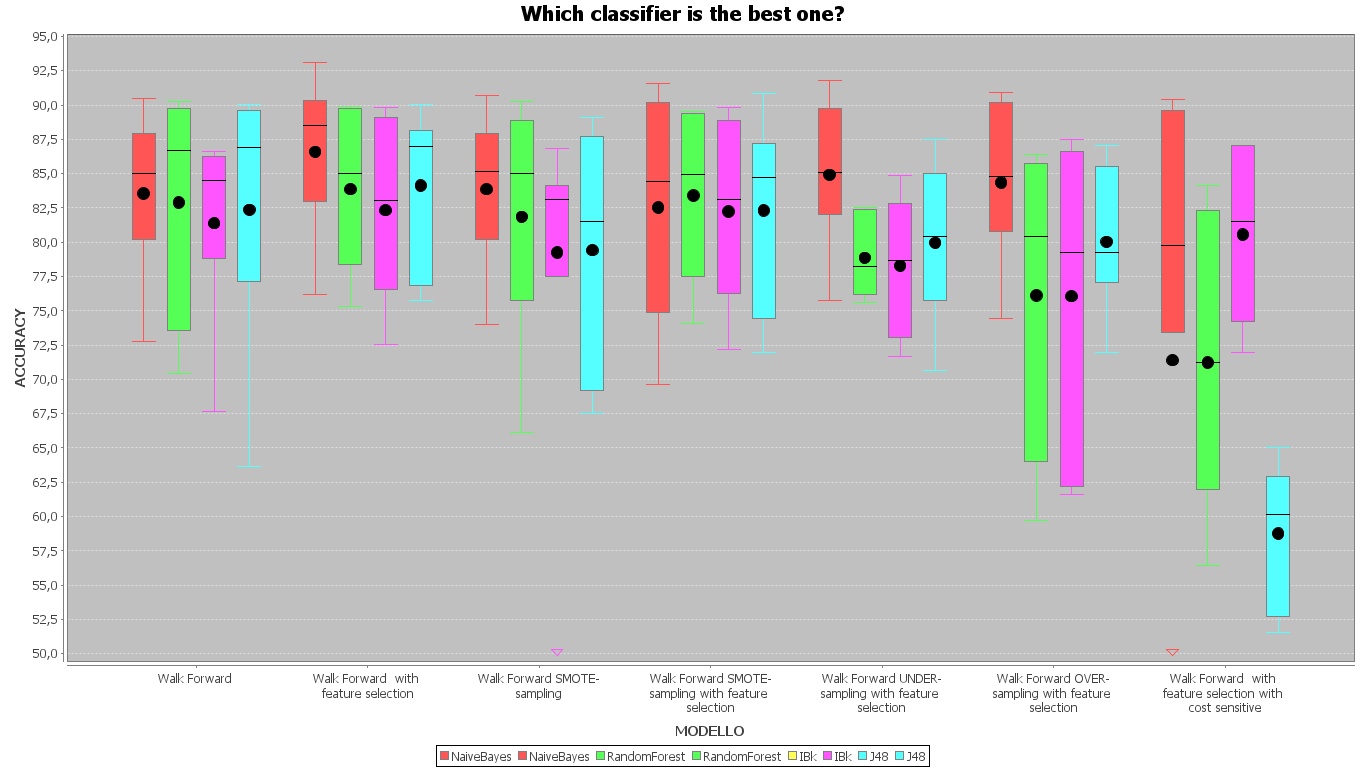 Which classifier is the best one?
ACCURACY
95,0
92,5
90,0
87,5
85,0
82,5
80,0
77,5
75,0
72,5
70,0
67,5
65,0
62,5
60,0
57,5
55,0
52,5
50,0
Walk Forward
Walk Forward with
feature selection
Walk Forward SMOTE-
sampling
Walk Forward SMOTE-
sampling with feature
selection
Walk Forward UNDER-
sampling with feature
selection
Walk Forward OVER-
sampling with feature
selection
Walk Forward with
feature selection with
cost sensitive
MODELLO
NaiveBayes NaiveBayes RandomForest RandomForest IBk IBk J48 J48